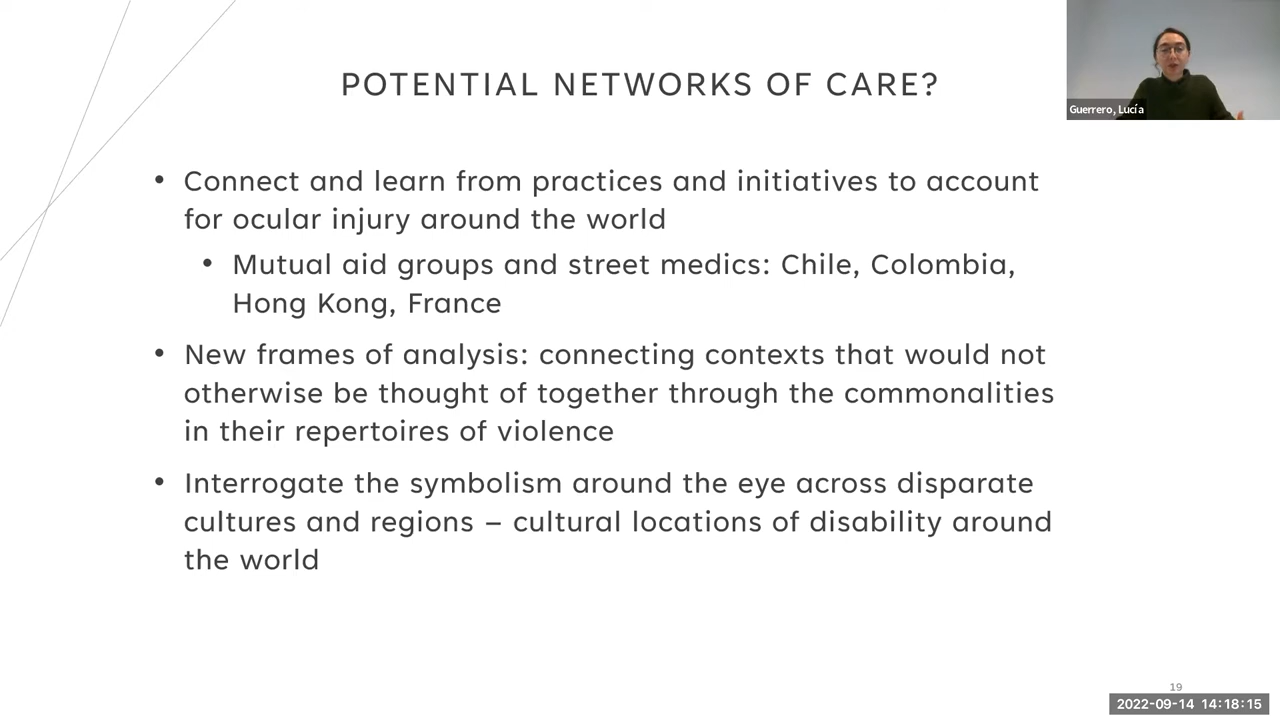 POTENTIAL NETWORKS OF CARE?
Guerrero, Lucía
• Connect and learn from practices and initiatives to account
for ocular injury around the world
• Mutual aid groups and street medics: Chile, Colombia,
Hong Kong, France
• New frames of analysis: connecting contexts that would not
otherwise be thought of together through the commonalities
in their repertoires of violence
• Interrogate the symbolism around the eye across disparate
cultures and regions – cultural locations of disability around
the world
19
2022-09-14 14:18:15